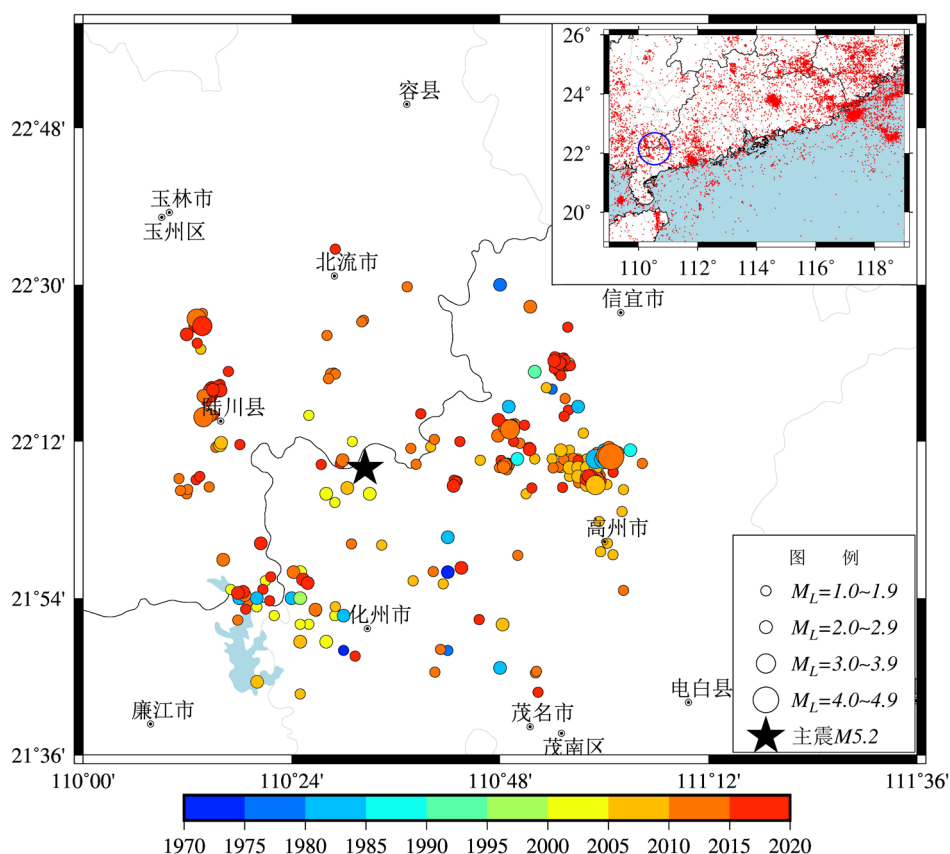 26°
24°
22°
20°
110° 112° 114° 116° 118°
容县
22°48'
玉林市
玉州区
北流市
22°30'
信宜市
陆川县
22°12'
高州市
21°54'
化州市
电白县
廉江市
茂名市
茂南区
21°36'
图 例
ML=1.0~1.9
ML=2.0~2.9
ML=3.0~3.9
ML=4.0~4.9
主震M5.2
110°00' 110°24' 110°48' 111°12' 111°36'
1970 1975 1980 1985 1990 1995 2000 2005 2010 2015 2020